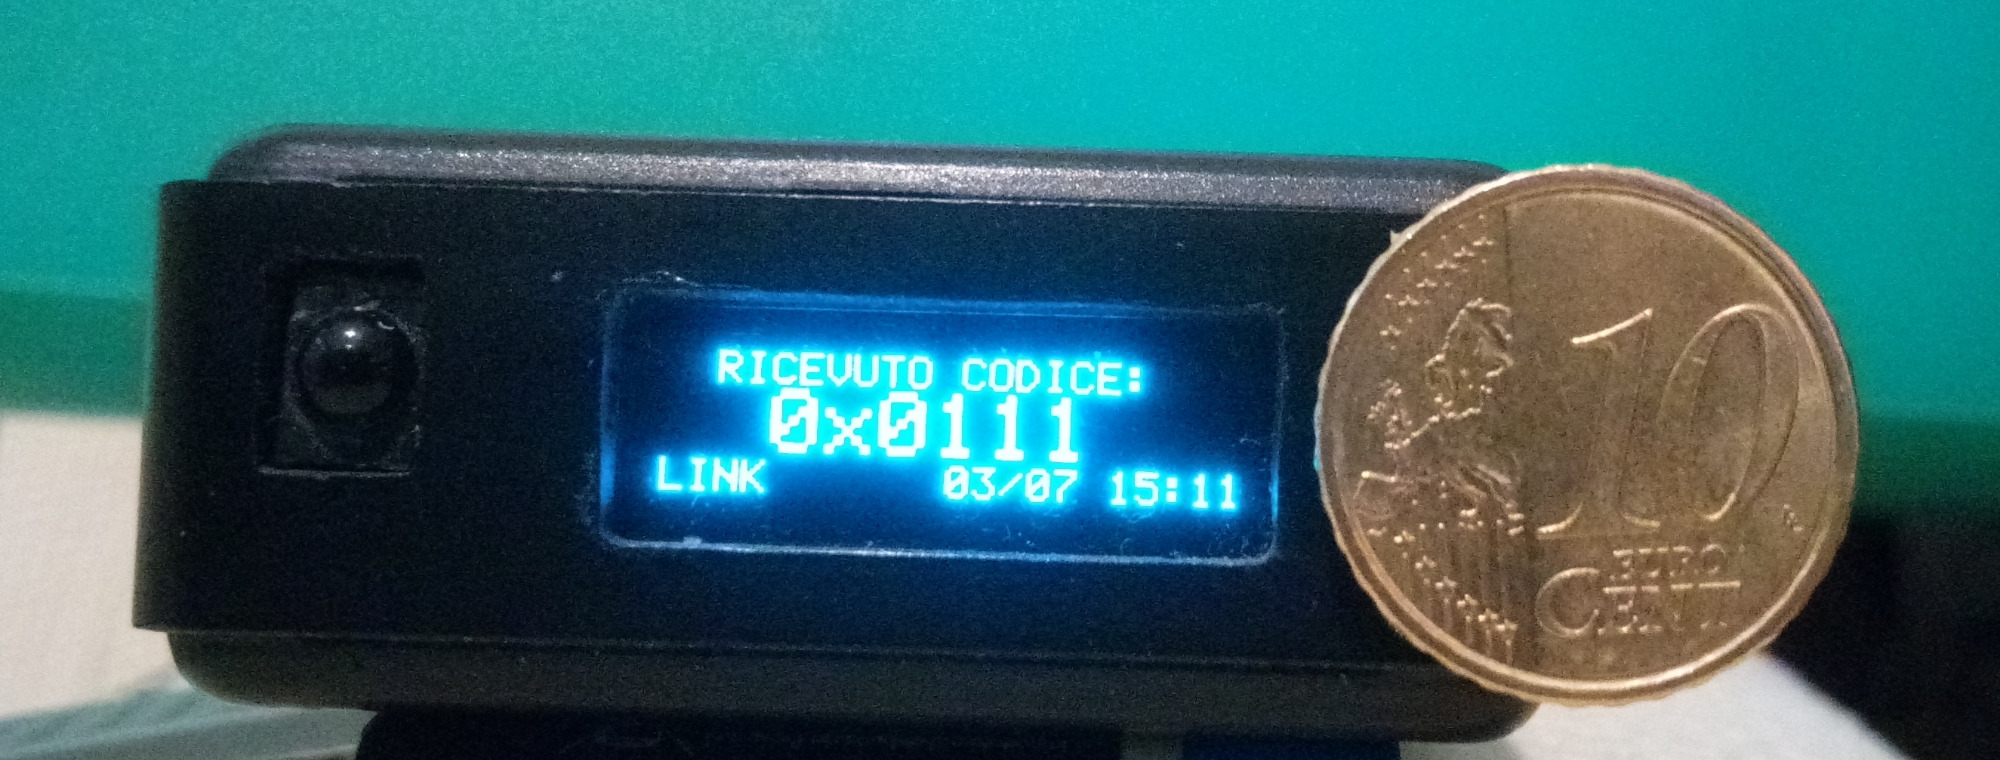 RICEVUTO CODICE:
0x0111
LINK 03/07 15:11
10
EURO
CENT